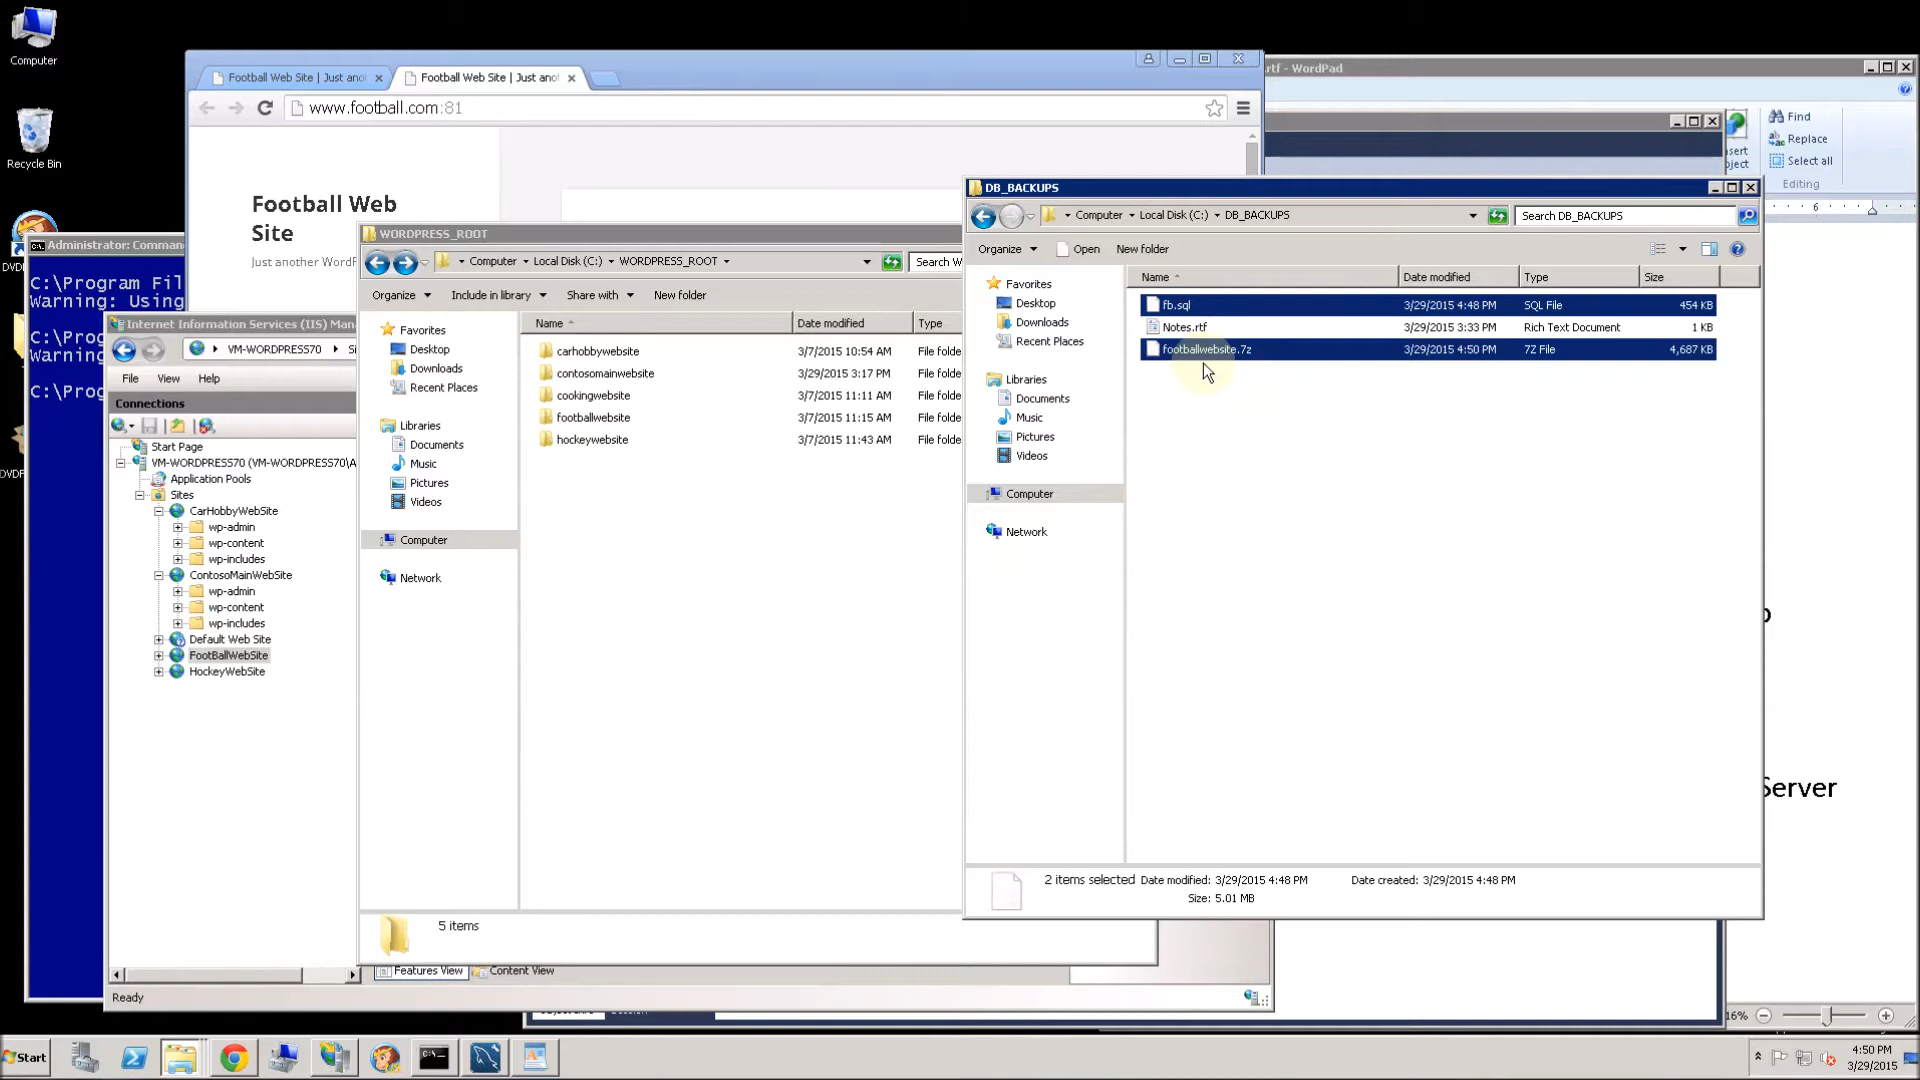 Computer
Recycle Bin
Football Web Site | Just anot
Football Web Site | Just anot
www.football.com:81
Football Web
Site
Just another WordP
rtf - WordPad
Find
Replace
Select all
Editing
6
Administrator: Comman
C:\Program Fil
Warning: Using
C:\Prog
Warning
C:\Prog
Internet Information Services (IIS) Mana
VM-WORDPRESS70
File
View
Help
Connections
Start Page
VM-WORDPRESS70 (VM-WORDPRESS70\A
Application Pools
Sites
CarHobbyWebSite
wp-admin
wp-content
wp-includes
ContosoMainWebSite
wp-admin
wp-content
wp-includes
Default Web Site
FootBallWebSite
HockeyWebSite
Features View
Content View
Ready
WORDPRESS_ROOT
Computer
Local Disk (C:)
WORDPRESS_ROOT
Search W
Organize
Include in library
Share with
New folder
Favorites
Desktop
Downloads
Recent Places
Libraries
Documents
Music
Pictures
Videos
Computer
Network
Name
Date modified
Type
carhobbywebsite 3/7/2015 10:54 AM File folde
contosomainwebsite 3/29/2015 3:17 PM File folde
cookingwebsite 3/7/2015 11:11 AM File folde
footballwebsite 3/7/2015 11:15 AM File folde
hockeywebsite 3/7/2015 11:43 AM File folde
5 items
DB_BACKUPS
Computer
Local Disk (C:)
DB_BACKUPS
Search DB_BACKUPS
Organize
Open
New folder
Favorites
Desktop
Downloads
Recent Places
Libraries
Documents
Music
Pictures
Videos
Computer
Network
Name
Date modified
Type
Size
fb.sql 3/29/2015 4:48 PM SQL File 454 KB
Notes.rtf 3/29/2015 3:33 PM Rich Text Document 1 KB
footballwebsite.7z 3/29/2015 4:50 PM 7Z File 4,687 KB
2 items selected Date modified: 3/29/2015 4:48 PM Date created: 3/29/2015 4:48 PM
Size: 5.01 MB
Server
16%
Start
4:50 PM
3/29/2015